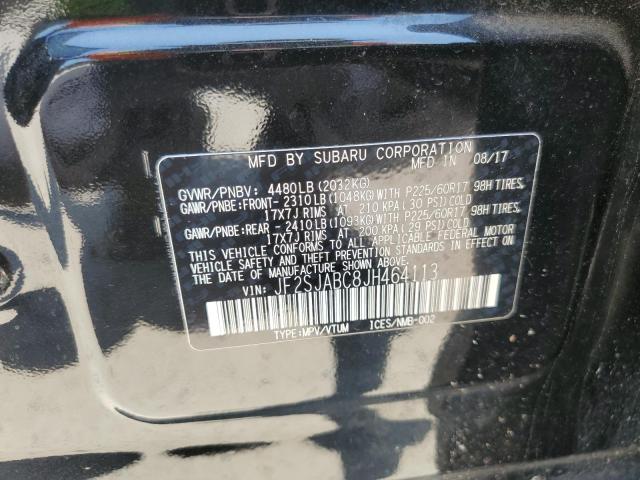 MFD BY SUBARU CORPORATION
MFD IN 08/17
GVWR/PNBV: 4480LB(2032KG)
GAWR/PNBE:FRONT- 2310LB(1048KG)WITH P225/60R17 98H TIRES,
17X7J RIMS AT 210 KPA(30 PSI)COLD
GAWR/PNBE:REAR - 2410LB(1093KG)WITH P225/60R17 98H TIRES,
17X7J RIMS AT 200 KPA(29 PSI)COLD
THIS VEHICLE CONFORMS TO ALL APPLICABLE FEDERAL MOTOR
VEHICLE SAFETY AND THEFT PREVENTION STANDARDS IN EFFECT
ON THE DATE OF MANUFACTURE SHOWN ABOVE.
VIN: JF2SJABC8JH464113
TYPE:MPV/VTUM ICES/NMB-002